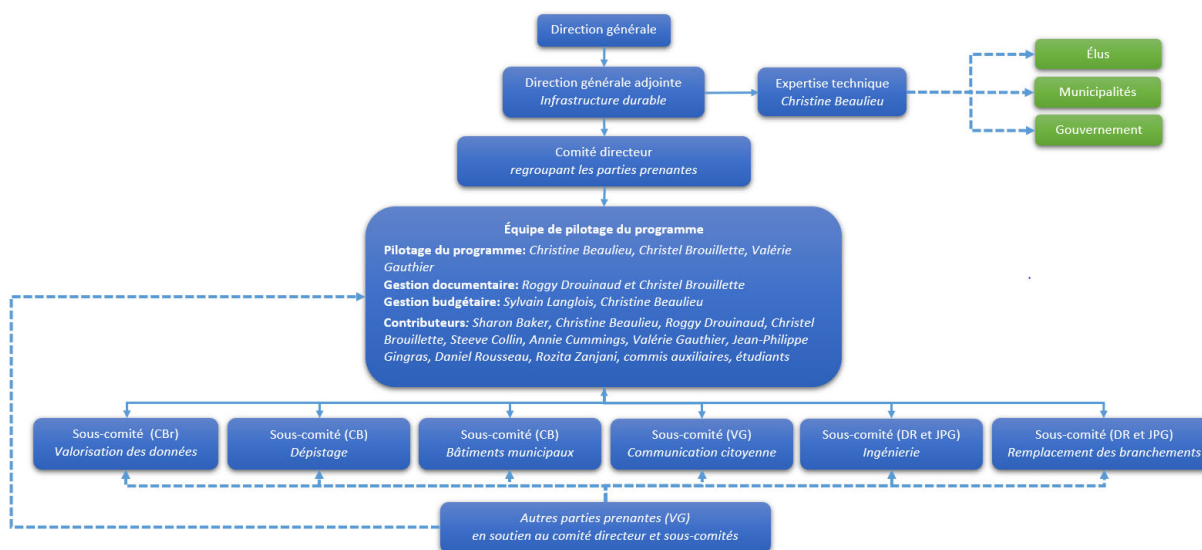 Direction générale
Direction générale adjointe
Infrastructure durable
Expertise technique
Christine Beaulieu
Élus
Municipalités
Gouvernement
Comité directeur
regroupant les parties prenantes
Équipe de pilotage du programme
Pilotage du programme: Christine Beaulieu, Christel Brouillette, Valérie
Gauthier
Gestion documentaire: Roggy Drouinaud et Christel Brouillette
Gestion budgétaire: Sylvain Langlois, Christine Beaulieu
Contributeurs: Sharon Baker, Christine Beaulieu, Roggy Drouinaud, Christel
Brouillette, Steeve Collin, Annie Cummings, Valérie Gauthier, Jean-Philippe
Gingras, Daniel Rousseau, Rozita Zanjani, commis auxiliaires, étudiants
Sous-comité (CBr)
Valorisation des données
Sous-comité (CB)
Dépistage
Sous-comité (CB)
Bâtiments municipaux
Sous-comité (VG)
Communication citoyenne
Sous-comité (DR et JPG)
Ingénierie
Sous-comité (DR et JPG)
Remplacement des branchements
Autres parties prenantes (VG)
en soutien au comité directeur et sous-comités